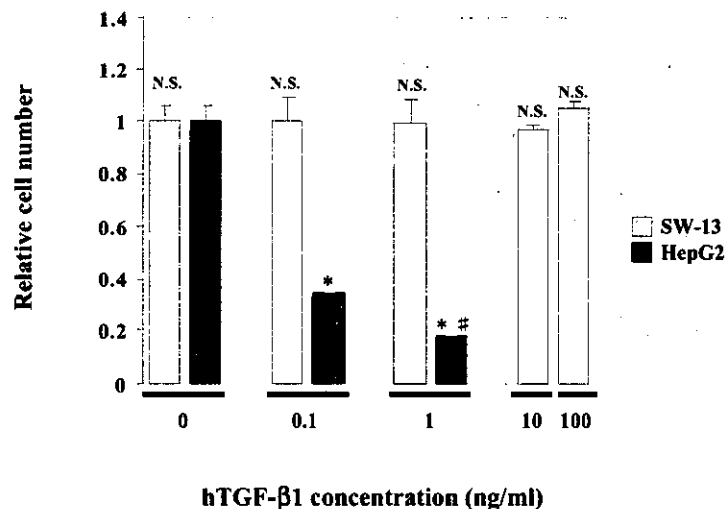 1.4
1.2
1
0.8
0.6
0.4
0.2
0
Relative cell number
N.S.
N.S.
*
N.S.
* #
N.S.
N.S.
SW-13
HepG2
0
0.1
1
10
100
hTGF-β1 concentration (ng/ml)